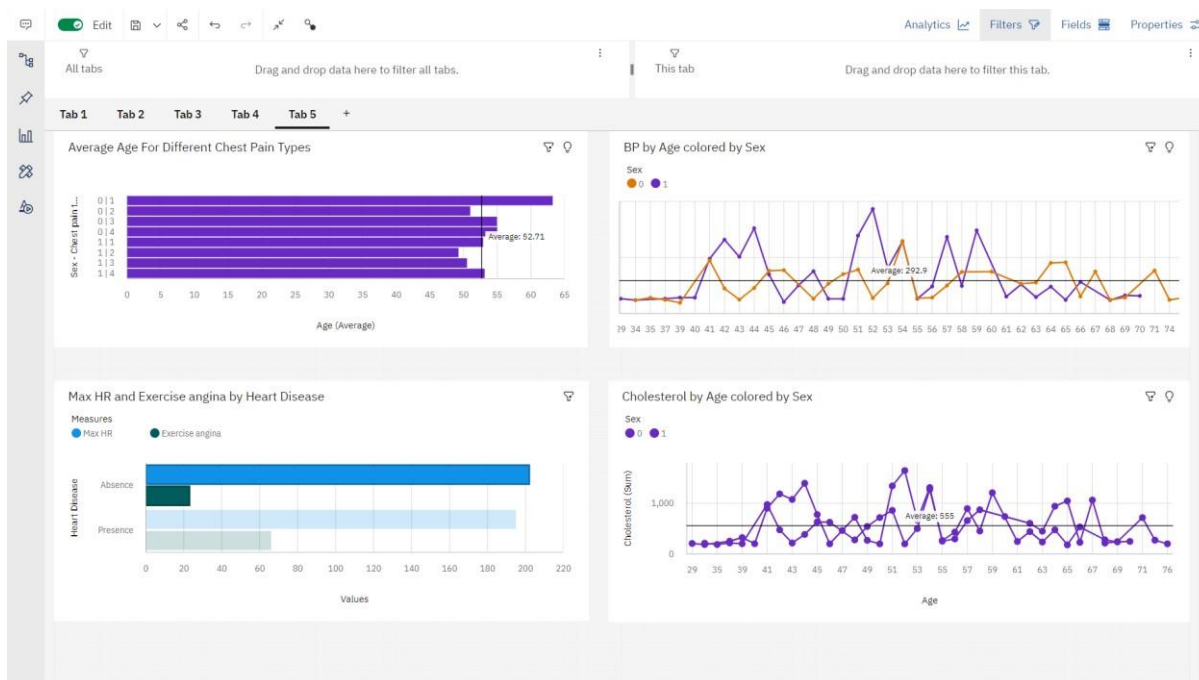 Edit
Analytics Filters Fields Properties
All tabs
Drag and drop data here to filter all tabs.
This tab
Drag and drop data here to filter this tab.
Tab 1 Tab 2 Tab 3 Tab 4 Tab 5 +
Average Age For Different Chest Pain Types
Sex - Chest pain t...
0 | 1
0 | 2
0 | 3
0 | 4
1 | 1
1 | 2
1 | 3
1 | 4
Average: 52.71
0 5 10 15 20 25 30 35 40 45 50 55 60 65
Age (Average)
BP by Age colored by Sex
Sex
0 1
Average: 292.9
29 34 35 37 39 40 41 42 43 44 45 46 47 48 49 50 51 52 53 54 55 56 57 58 59 60 61 62 63 64 65 66 67 68 69 70 71 74
Max HR and Exercise angina by Heart Disease
Measures
Max HR Exercise angina
Heart Disease
Absence
Presence
0 20 40 60 80 100 120 140 160 180 200 220
Values
Cholesterol by Age colored by Sex
Sex
0 1
Cholesterol (Sum)
1,000
Average: 555
0
29 35 39 41 43 45 47 49 51 53 55 57 59 61 63 65 67 69 71 76
Age